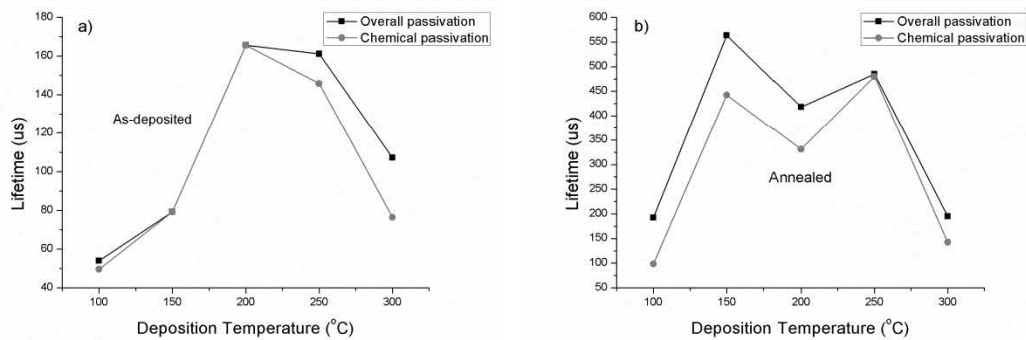 a)
Overall passivation
Chemical passivation
As-deposited
Lifetime (us)
180
160
140
120
100
80
60
40
100 150 200 250 300
Deposition Temperature (°C)
b)
Overall passivation
Chemical passivation
Annealed
Lifetime (us)
600
550
500
450
400
350
300
250
200
150
100
50
100 150 200 250 300
Deposition Temperature (°C)